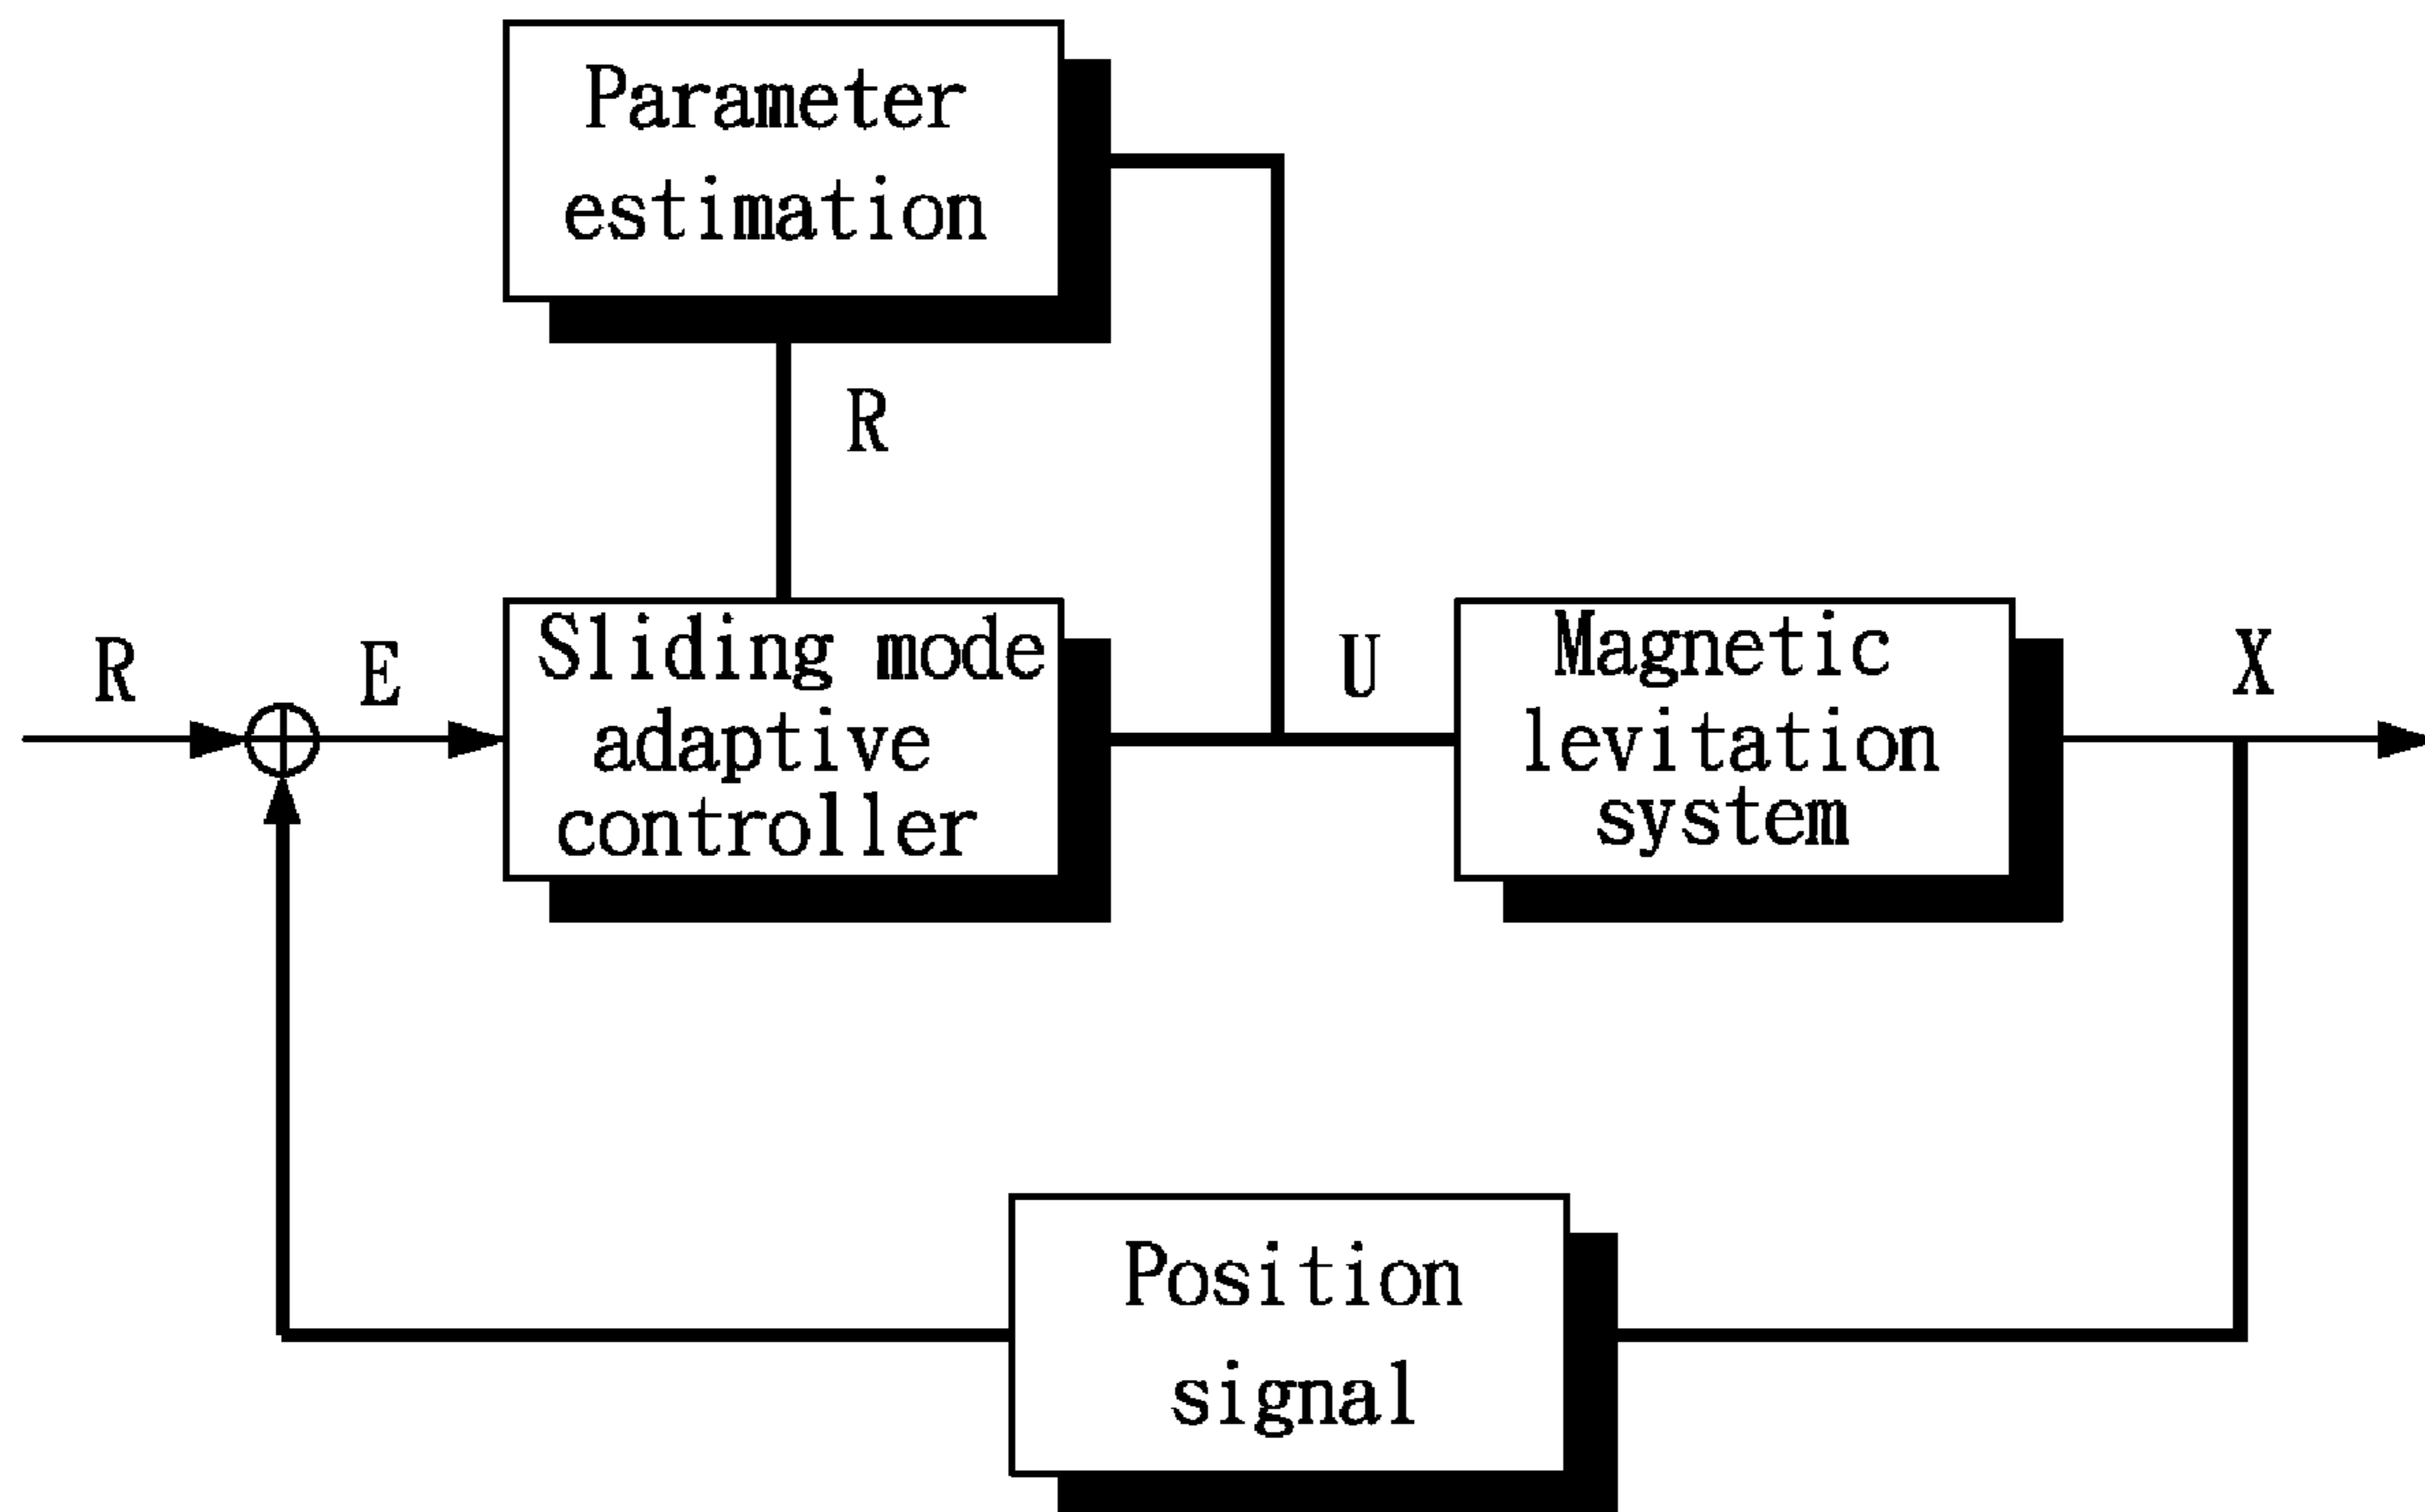 Parameter
estimation
R
R
E
Sliding mode
adaptive
controller
U
Magnetic
levitation
system
X
Position
signal